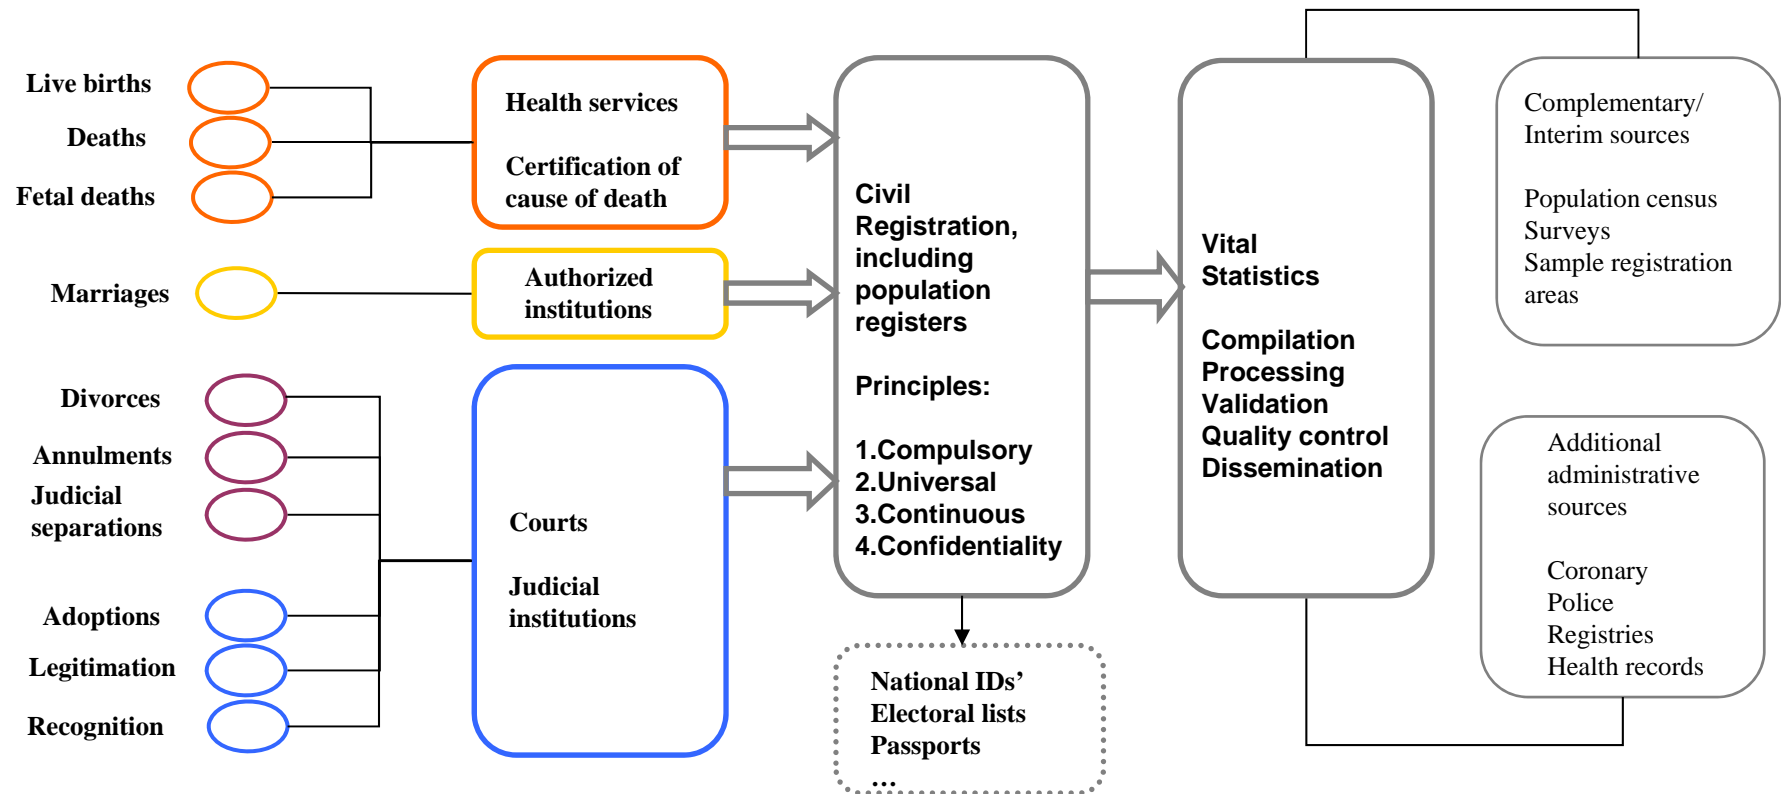 Live births
Deaths
Fetal deaths
Marriages
Divorces
Annulments
Judicial
separations
Adoptions
Legitimation
Recognition
Health services
Certification of
cause of death
Authorized
institutions
Courts
Judicial
institutions
Civil
Registration,
including
population
registers
Principles:
1.Compulsory
2.Universal
3.Continuous
4.Confidentiality
National IDs’
Electoral lists
Passports
…
Vital
Statistics
Compilation
Processing
Validation
Quality control
Dissemination
Complementary/
Interim sources
Population census
Surveys
Sample registration
areas
Additional
administrative
sources
Coronary
Police
Registries
Health records